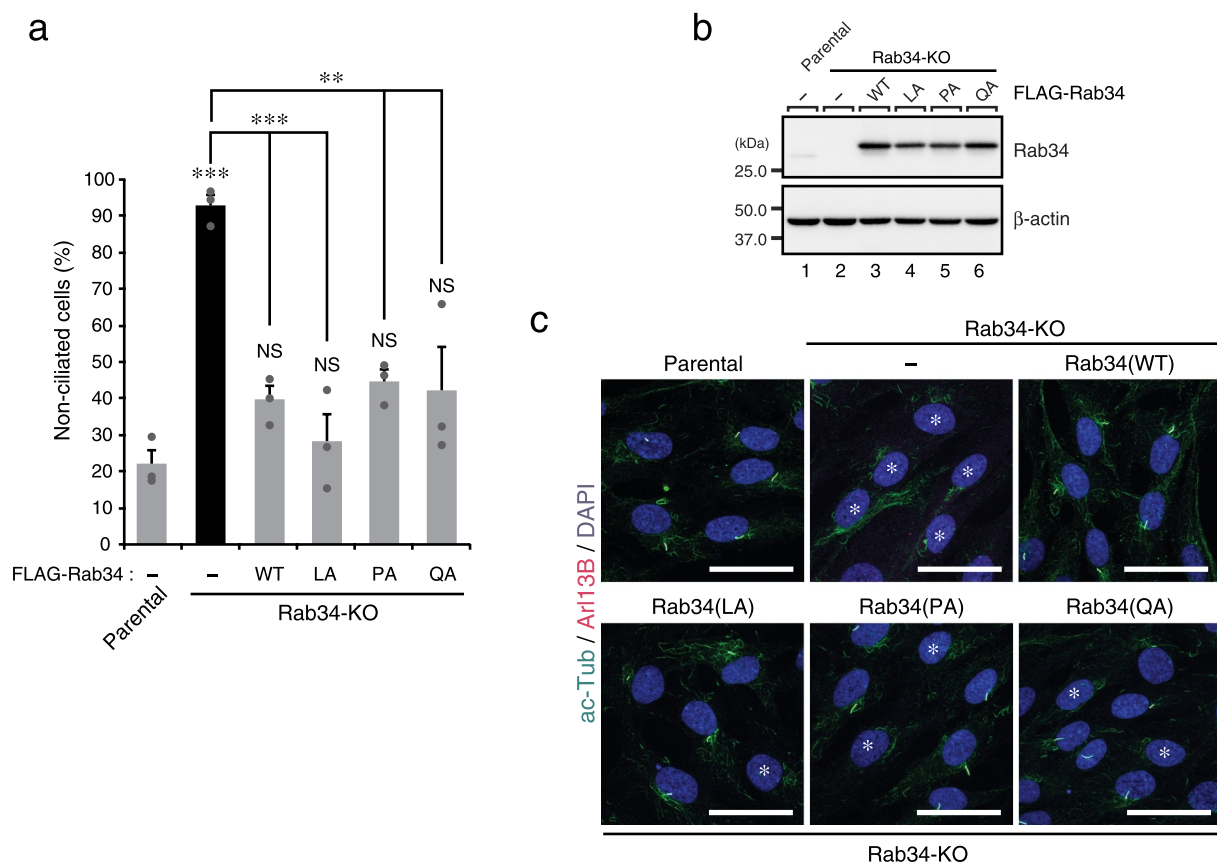 a
**
***
***
100
90
80
70
60
50
40
30
20
10
0
Non-ciliated cells (%)
NS
NS
NS
NS
FLAG-Rab34 : – – WT LA PA QA
Parental
Rab34-KO
b
Parental
Rab34-KO
– – WT LA PA QA FLAG-Rab34
(kDa)
25.0
Rab34
50.0
37.0
β-actin
1 2 3 4 5 6
c
Rab34-KO
Parental – Rab34(WT)
* * * * *
Rab34(LA) Rab34(PA) Rab34(QA)
* * * * *
ac-Tub / Arl13B / DAPI
Rab34-KO